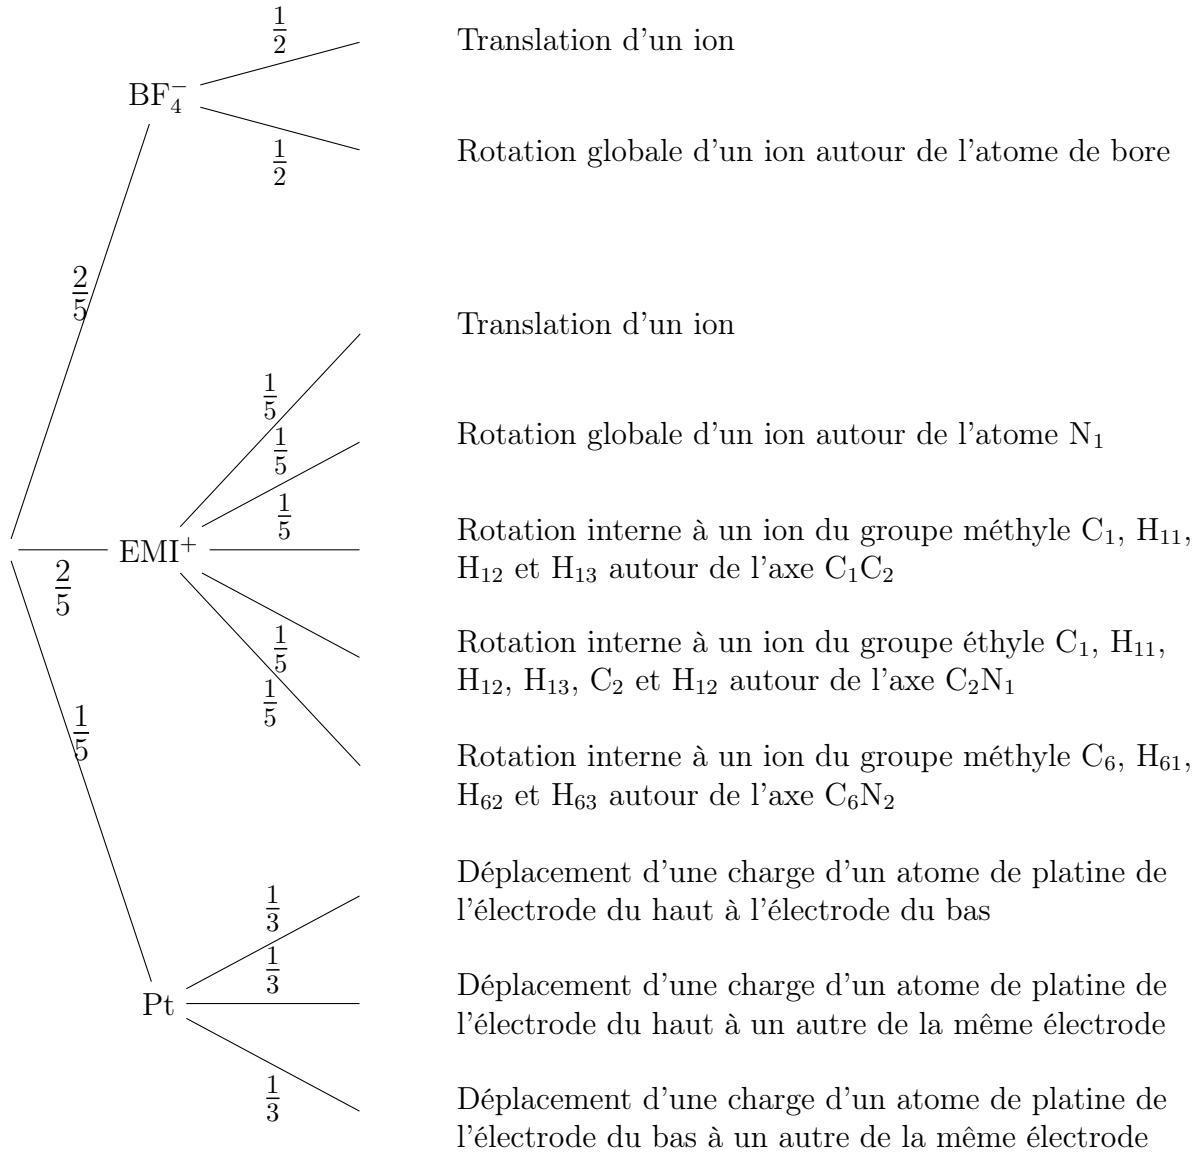 1/2
Translation d'un ion
BF₄⁻
1/2
Rotation globale d'un ion autour de l'atome de bore
2/5
Translation d'un ion
1/5
Rotation globale d'un ion autour de l'atome N₁
1/5
1/5
Rotation interne à un ion du groupe méthyle C₁, H₁₁,
H₁₂ et H₁₃ autour de l'axe C₁C₂
EMI⁺
2/5
1/5
Rotation interne à un ion du groupe éthyle C₁, H₁₁,
H₁₂, H₁₃, C₂ et H₁₂ autour de l'axe C₂N₁
1/5
1/5
Rotation interne à un ion du groupe méthyle C₆, H₆₁,
H₆₂ et H₆₃ autour de l'axe C₆N₂
1/3
Déplacement d'une charge d'un atome de platine de
l'électrode du haut à l'électrode du bas
1/3
Pt
Déplacement d'une charge d'un atome de platine de
l'électrode du haut à un autre de la même électrode
1/3
Déplacement d'une charge d'un atome de platine de
l'électrode du bas à un autre de la même électrode